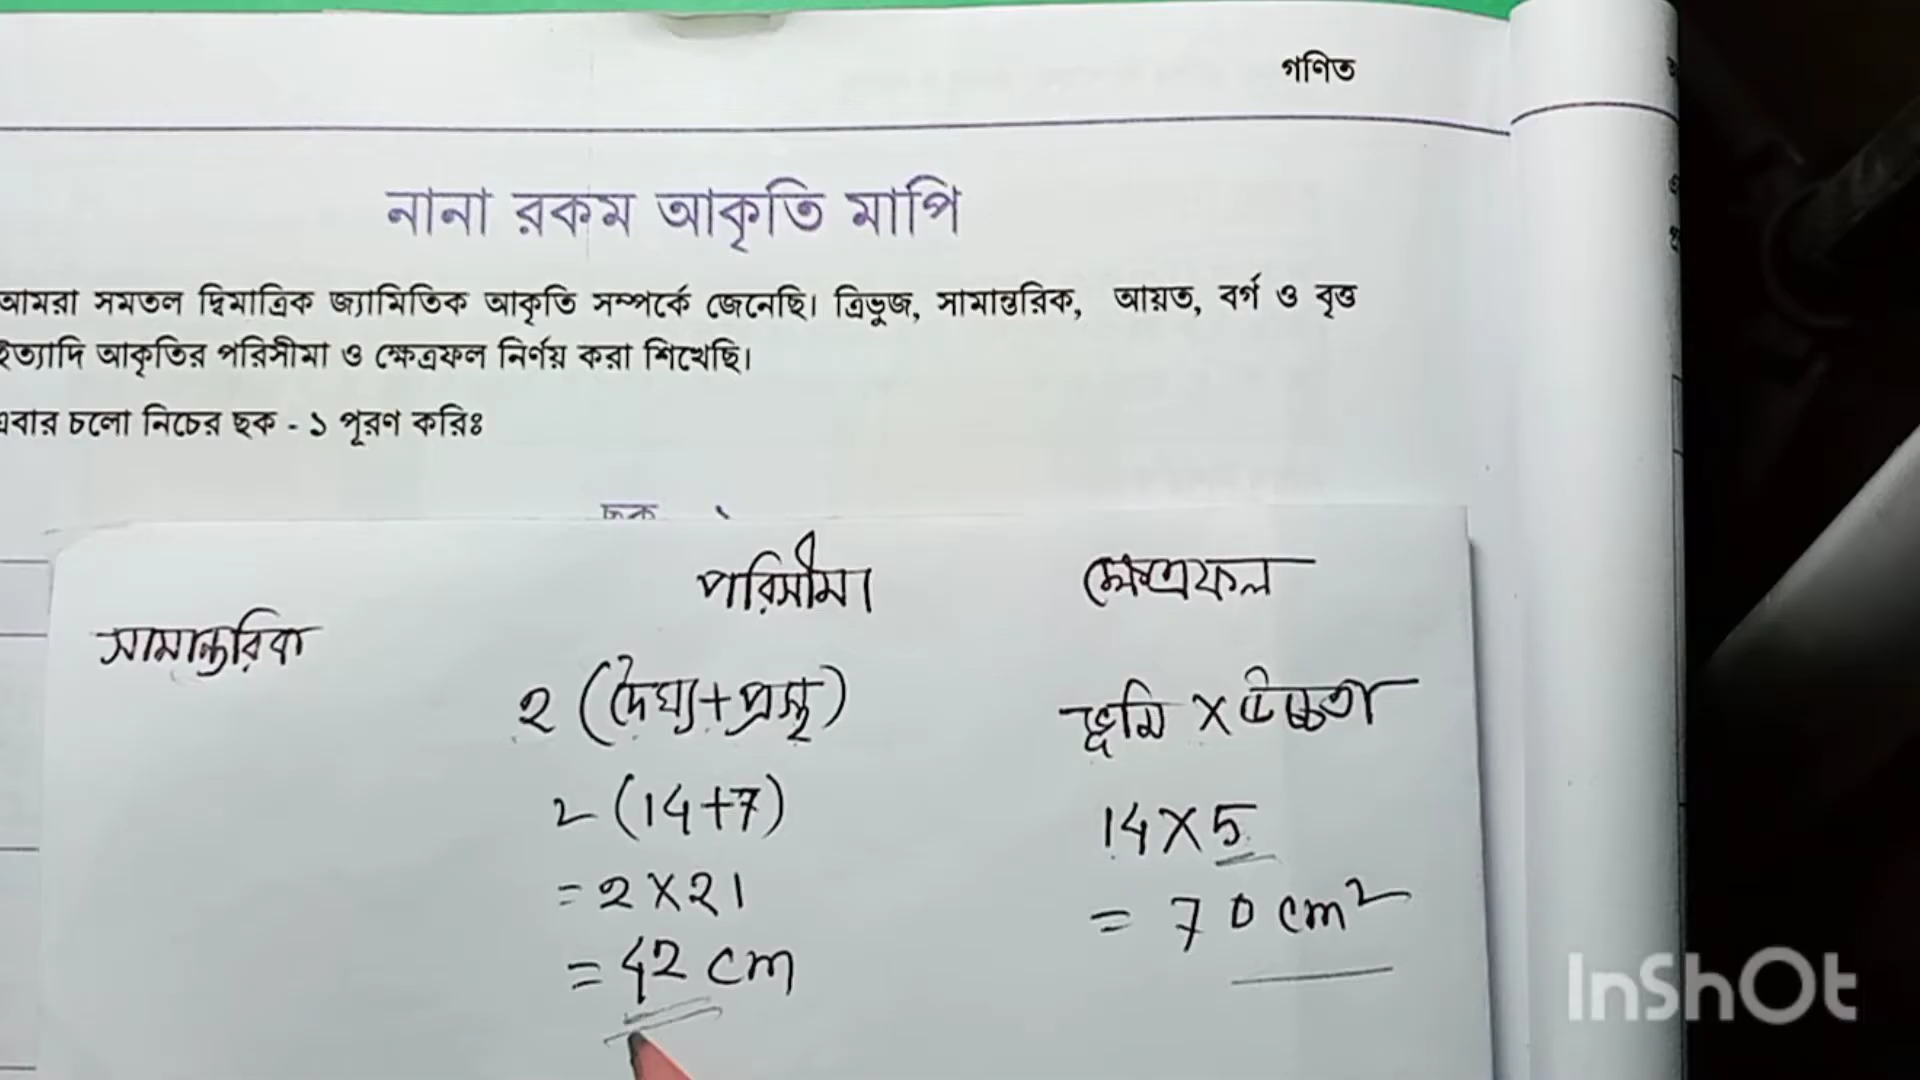 গণিত
নানা রকম আকৃতি মাপি
আমরা সমতল দ্বিমাত্রিক জ্যামিতিক আকৃতি সম্পর্কে জেনেছি। ত্রিভুজ, সামান্তরিক, আয়ত, বর্গ ও বৃত্ত
ইত্যাদি আকৃতির পরিসীমা ও ক্ষেত্রফল নির্ণয় করা শিখেছি।
এবার চলো নিচের ছক - ১ পূরণ করিঃ
পরিসীমা ক্ষেত্রফল
সামান্তরিক
2 (দৈর্ঘ্য+প্রস্থ) ভূমি × উচ্চতা
2 (14+7) 14×5
= 2×21 = 70 cm²
= 42 cm
InShOt